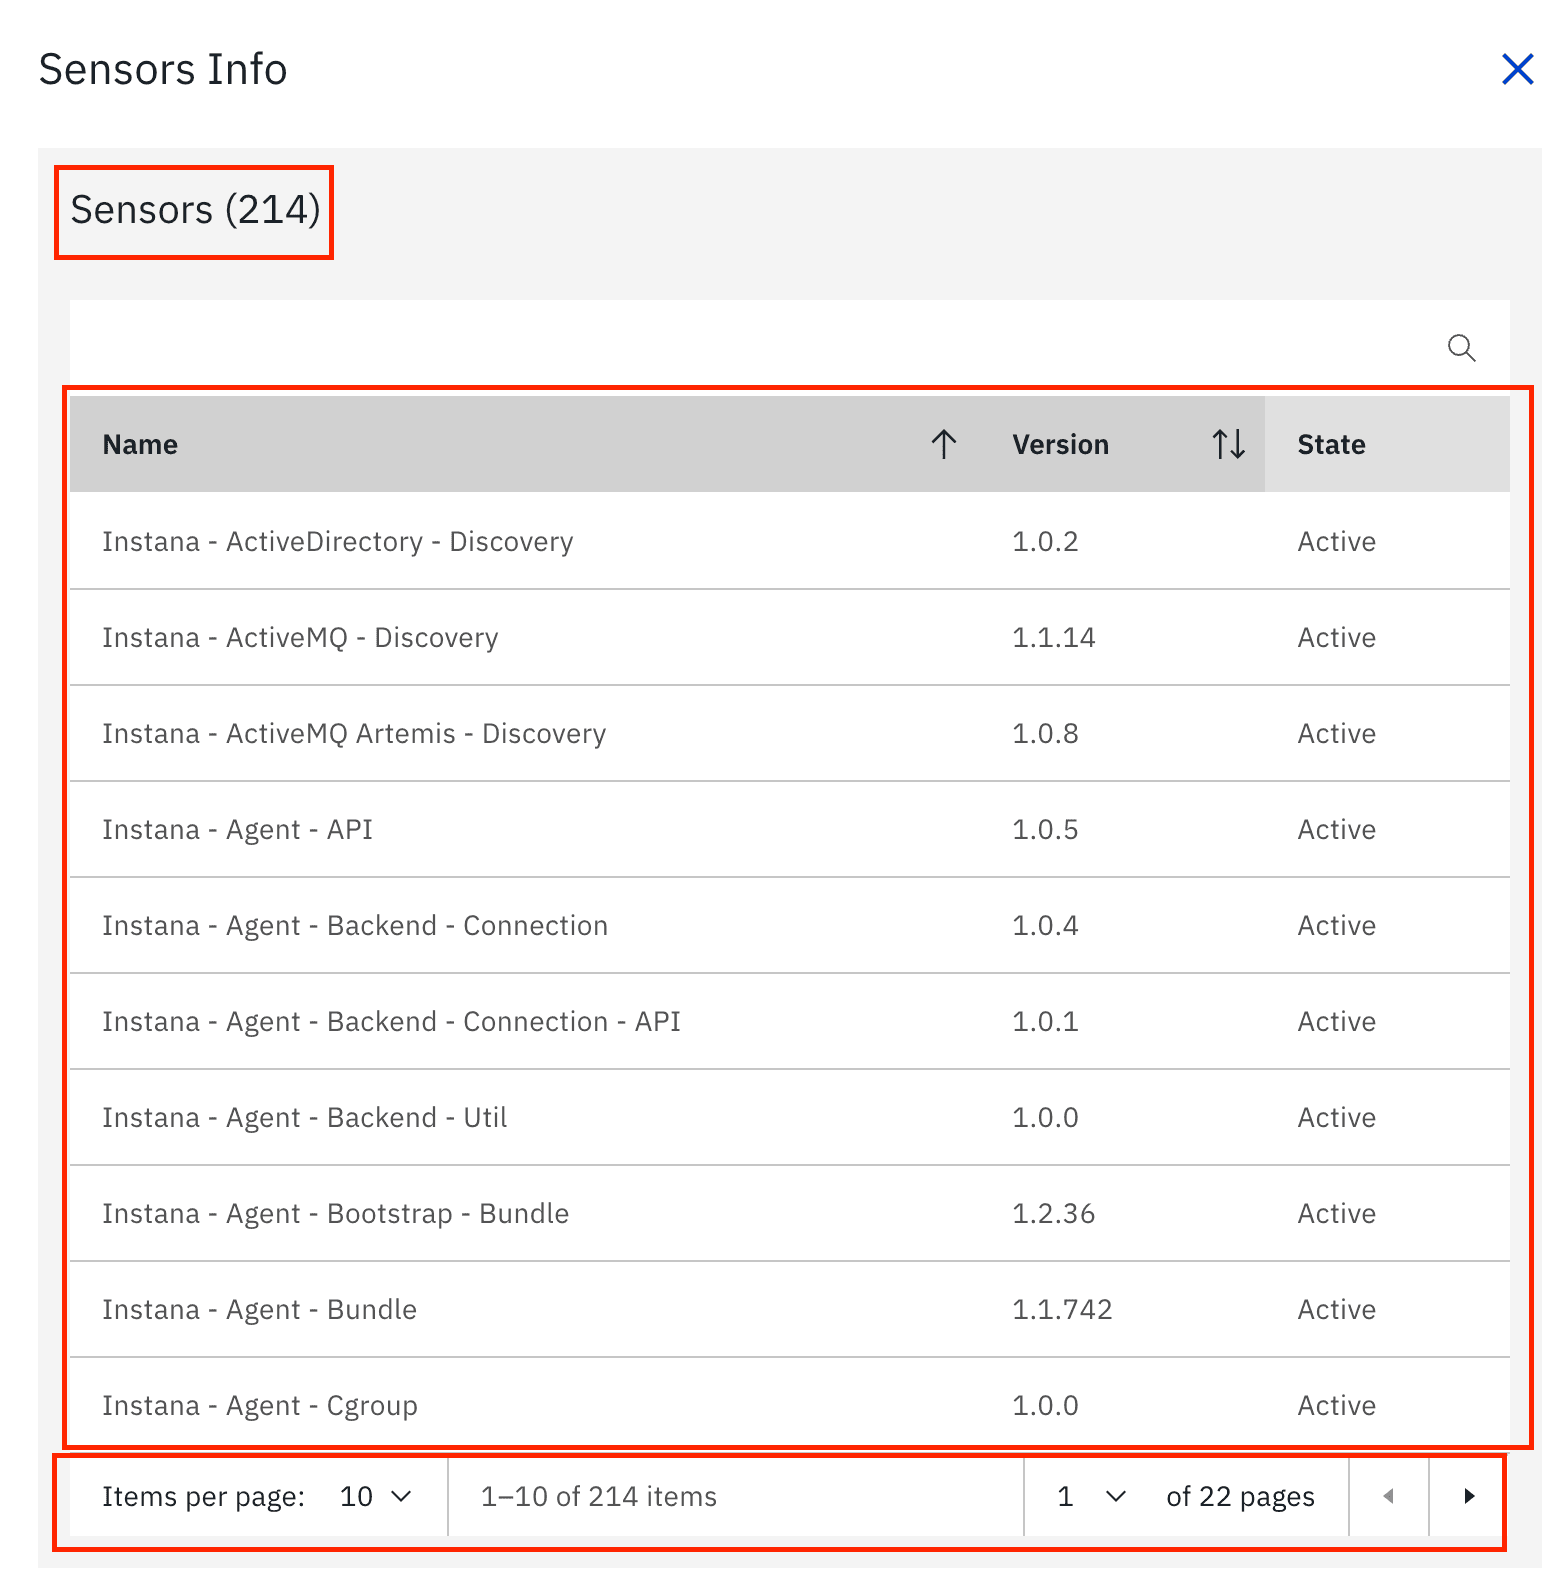 Sensors Info
Sensors (214)
Name Version State
Instana - ActiveDirectory - Discovery 1.0.2 Active
Instana - ActiveMQ - Discovery 1.1.14 Active
Instana - ActiveMQ Artemis - Discovery 1.0.8 Active
Instana - Agent - API 1.0.5 Active
Instana - Agent - Backend - Connection 1.0.4 Active
Instana - Agent - Backend - Connection - API 1.0.1 Active
Instana - Agent - Backend - Util 1.0.0 Active
Instana - Agent - Bootstrap - Bundle 1.2.36 Active
Instana - Agent - Bundle 1.1.742 Active
Instana - Agent - Cgroup 1.0.0 Active
Items per page: 10 1–10 of 214 items 1 of 22 pages